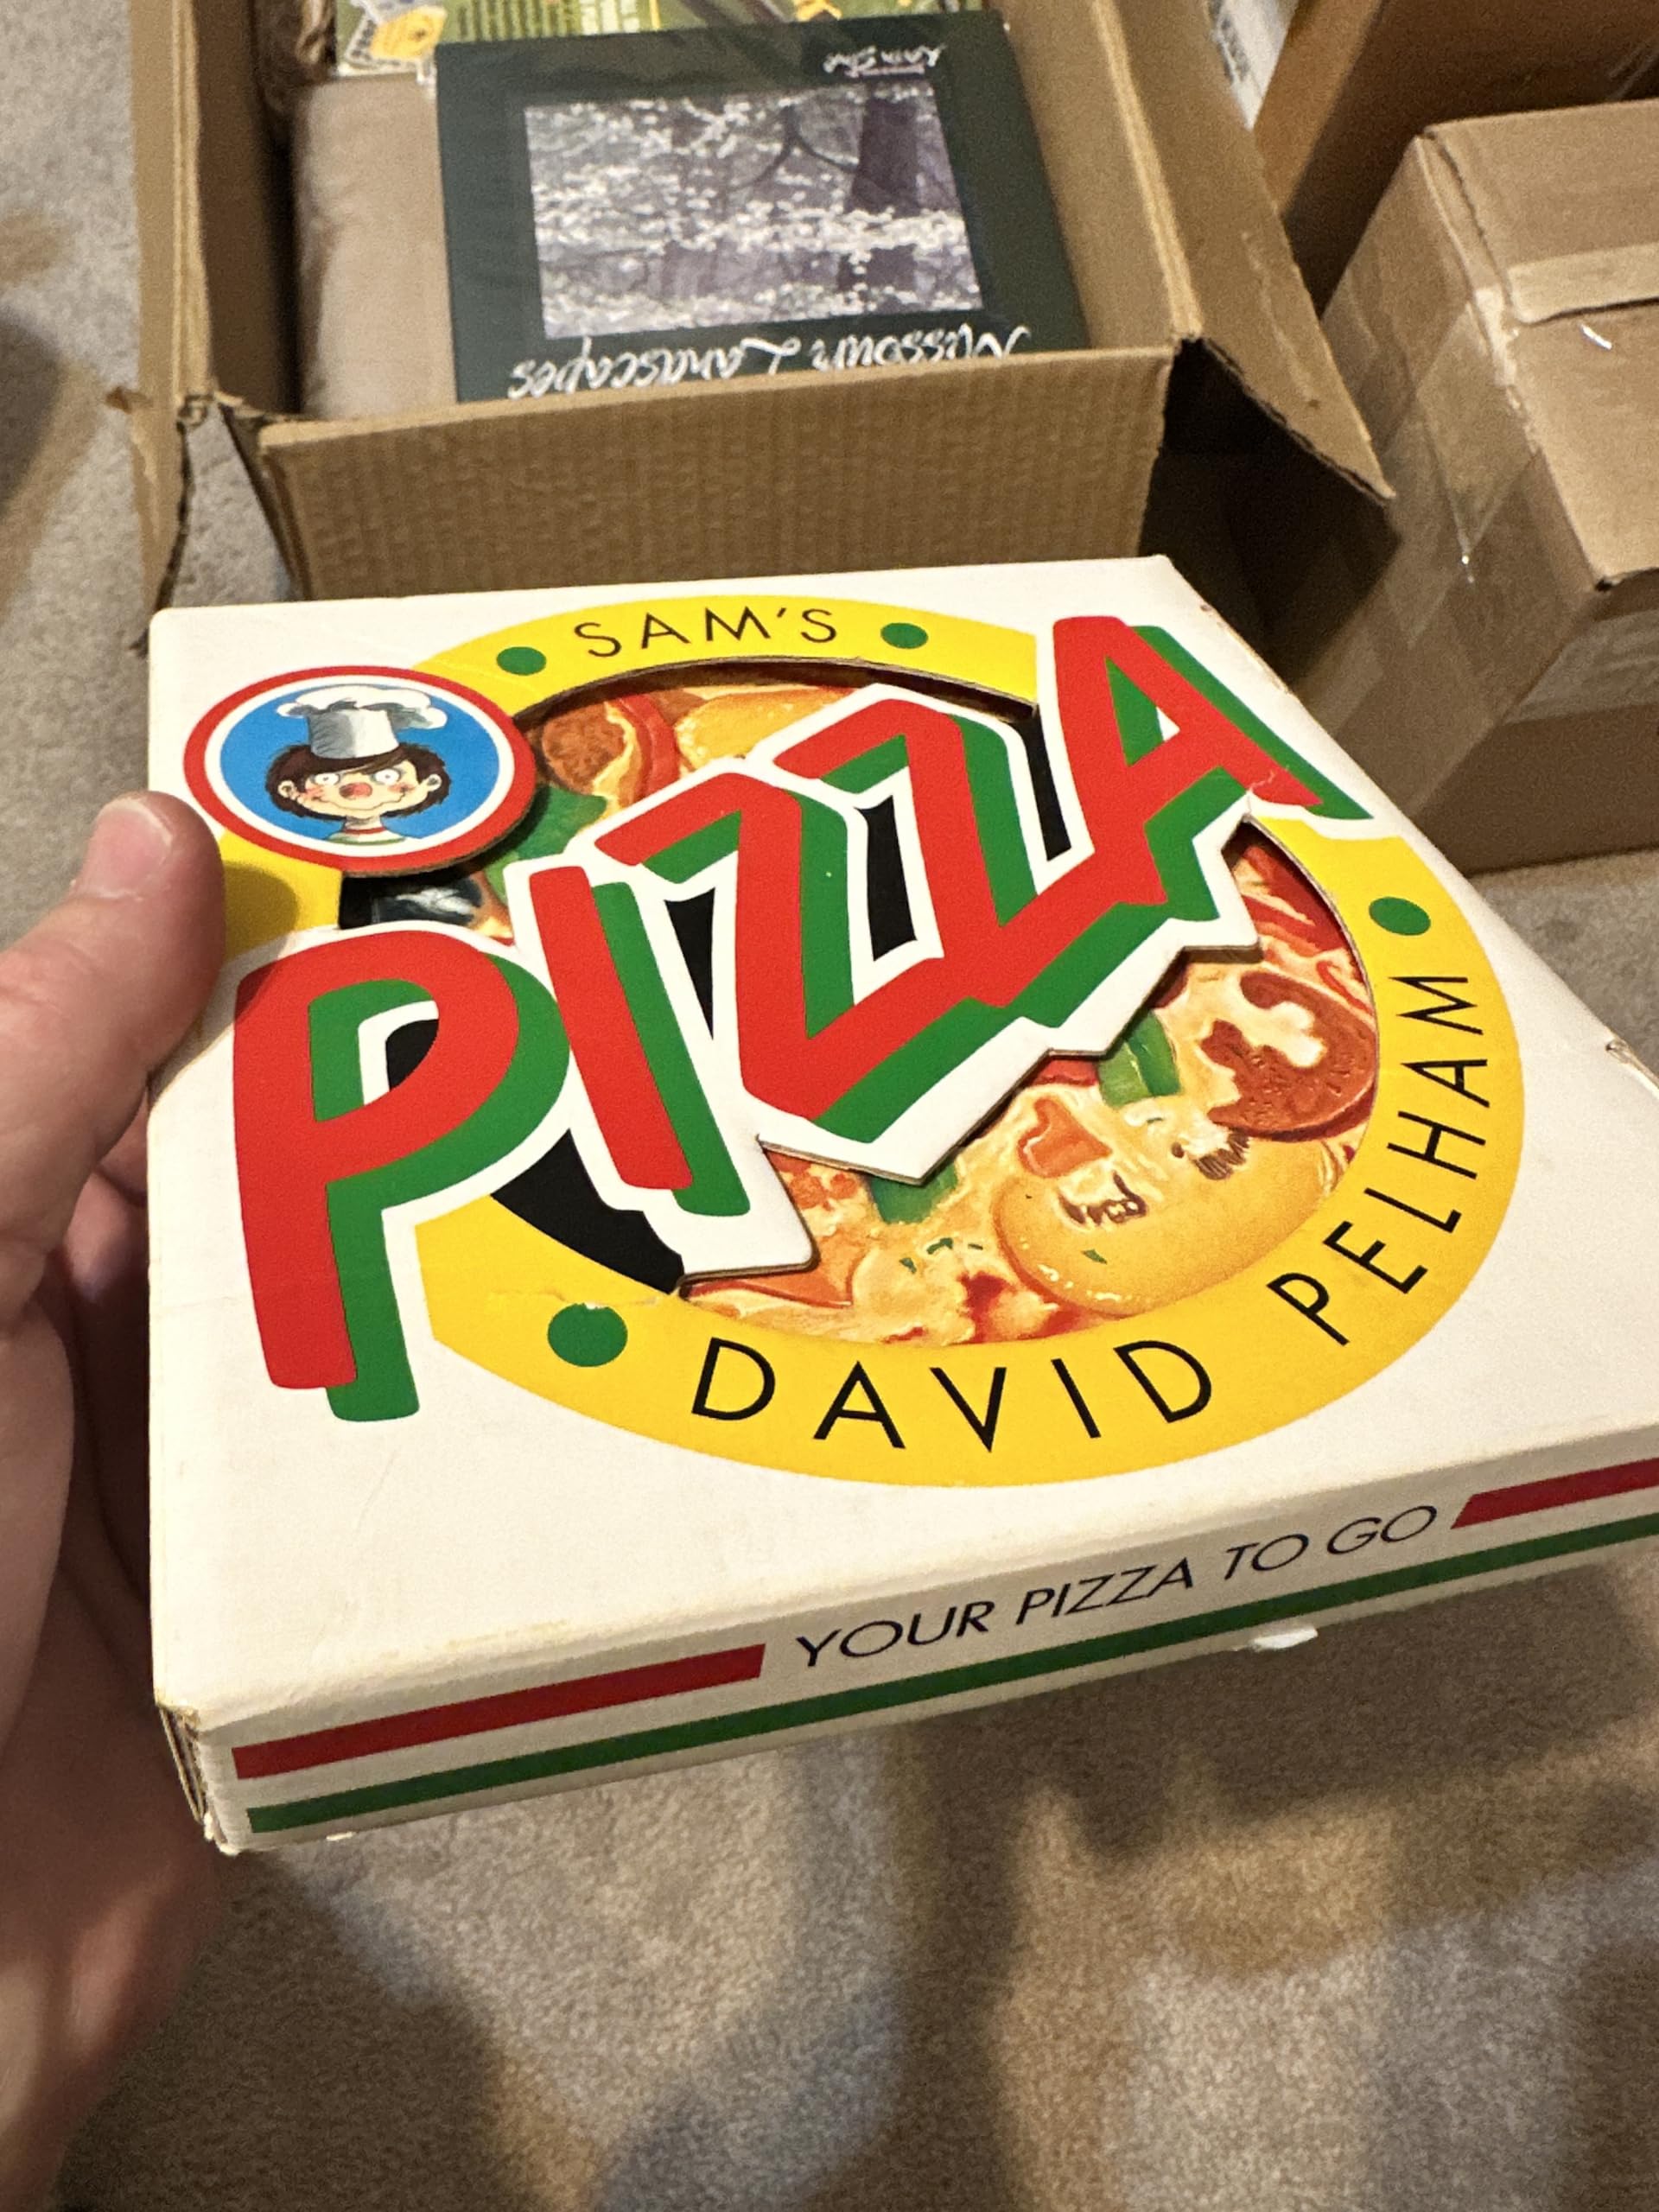 Missouri Landscapes
SAM'S
PIZZA
DAVID PELHAM
YOUR PIZZA TO GO